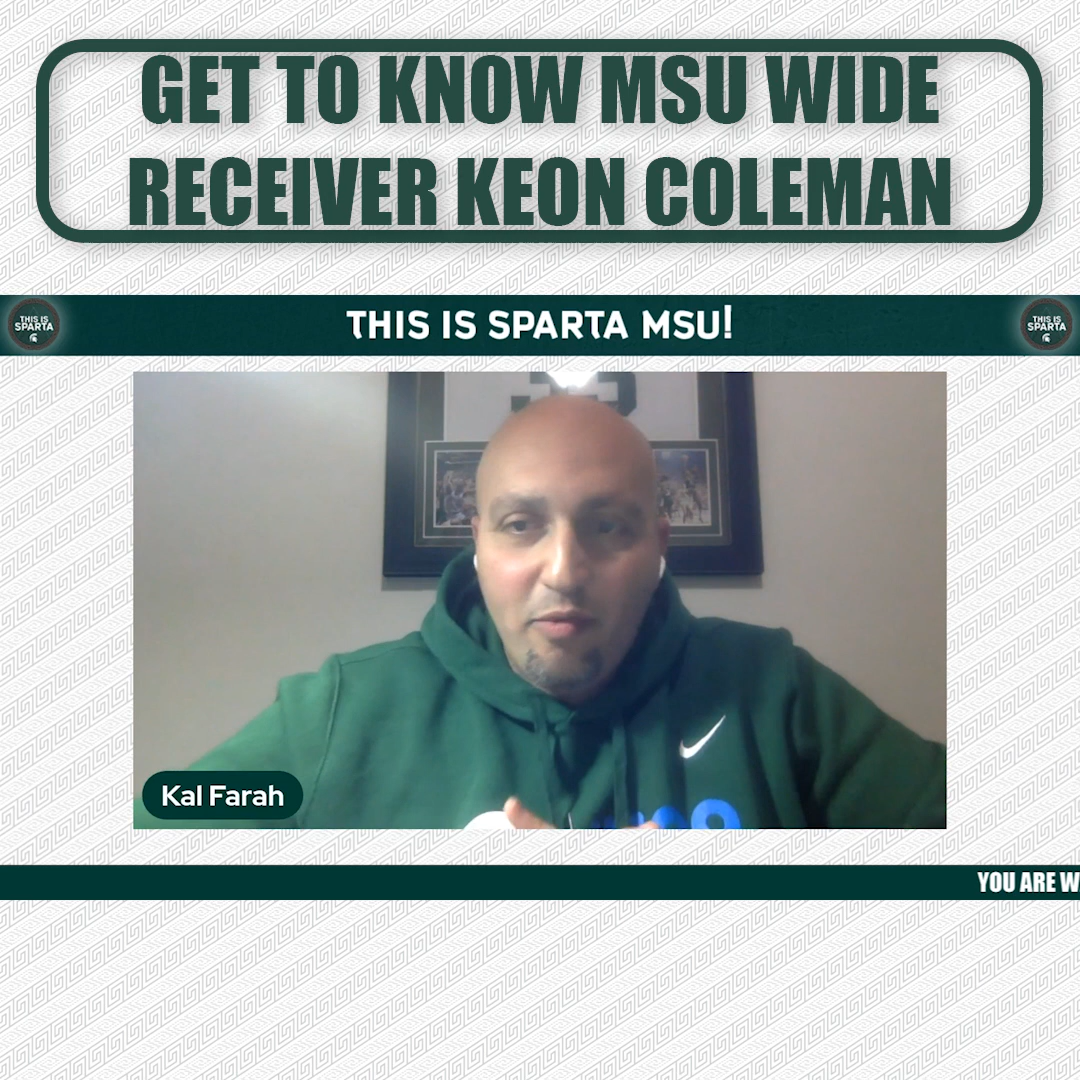 GET TO KNOW MSU WIDE
RECEIVER KEON COLEMAN
THIS IS
SPARTA
THIS IS SPARTA MSU!
THIS IS
SPARTA
Kal Farah
YOU ARE W